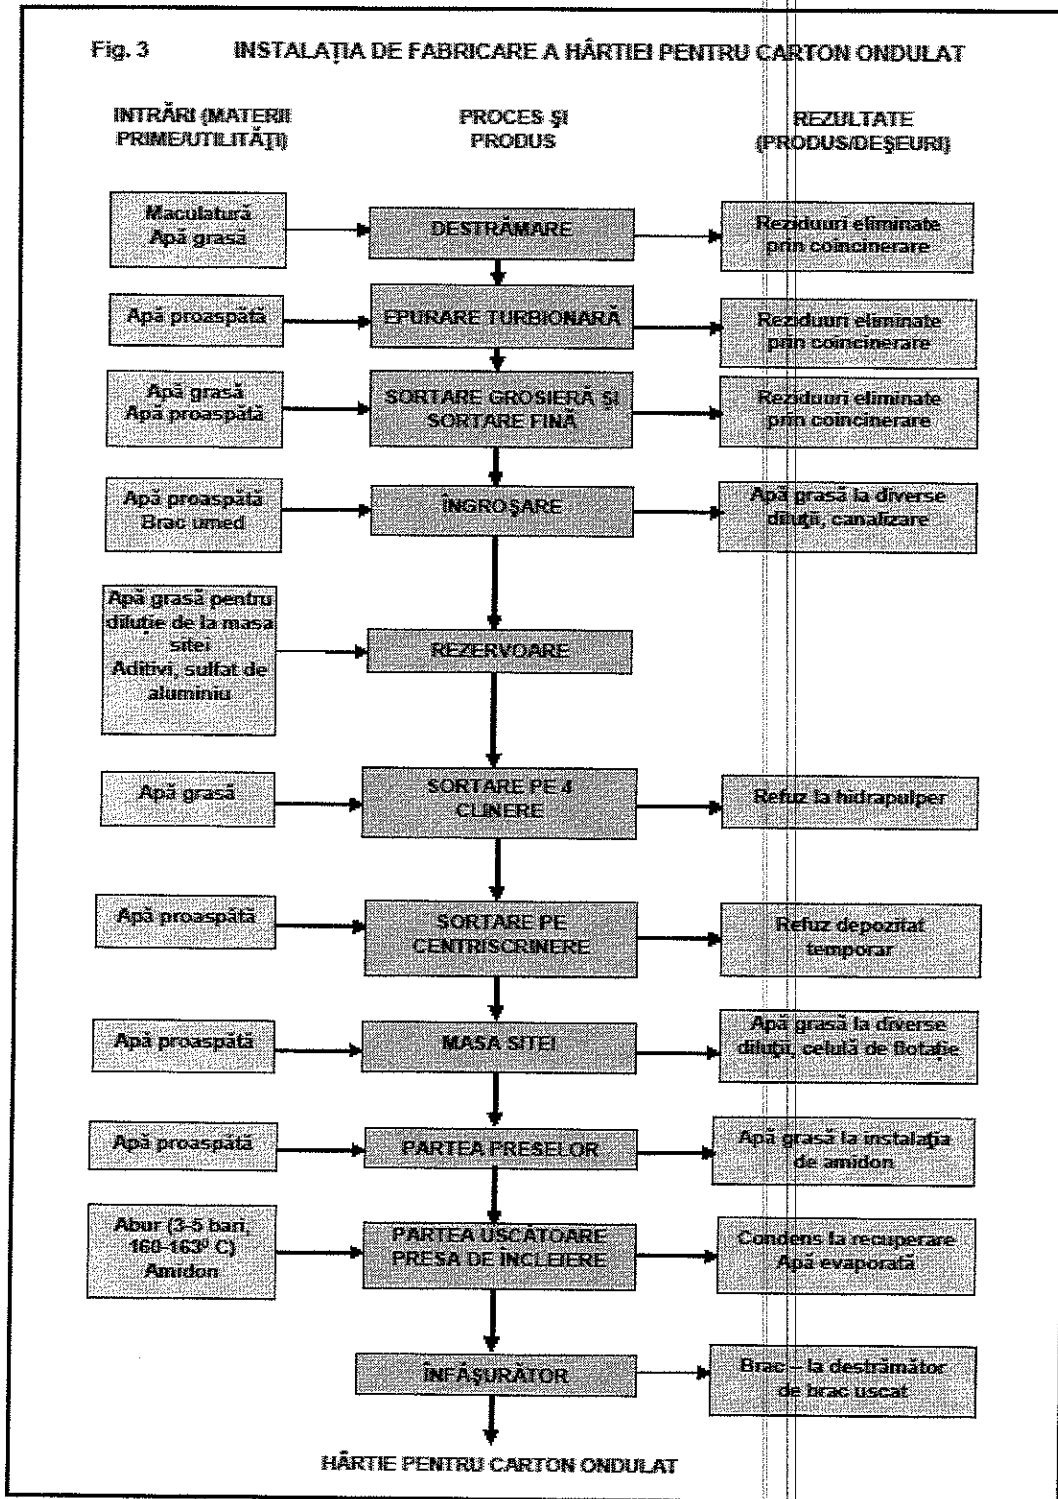 Fig. 3 INSTALAȚIA DE FABRICARE A HÂRTIEI PENTRU CARTON ONDULAT
INTRĂRI (MATERII
PRIME/UTILITĂȚI)
PROCES ȘI
PRODUS
REZULTATE
(PRODUS/DEȘEURI)
Maculatură
Apă grasă
DESTRĂMARE
Reziduuri eliminate
prin coincinerare
Apă proaspătă
EPURARE TURBIONARĂ
Reziduuri eliminate
prin coincinerare
Apă grasă
Apă proaspătă
SORTARE GROSIERĂ ȘI
SORTARE FINĂ
Reziduuri eliminate
prin coincinerare
Apă proaspătă
Brac umed
ÎNGROȘARE
Apă grasă la diverse
diluții, canalizare
Apă grasă pentru
diluție de la masa
sitei
Aditivi, sulfat de
aluminiu
REZERVOARE
Apă grasă
SORTARE PE 4
CLINERE
Refuz la hidrapulper
Apă proaspătă
SORTARE PE
CENTRISCRINERE
Refuz depozitat
temporar
Apă proaspătă
MASA SITEI
Apă grasă la diverse
diluții, celulă de flotație
Apă proaspătă
PARTEA PRESELOR
Apă grasă la instalația
de amidon
Abur (3-5 bari,
160-163⁰ C)
Amidon
PARTEA USCĂTOARE
PRESA DE ÎNCLEIERE
Condens la recuperare
Apă evaporată
ÎNFĂȘURĂTOR
Brac – la destrămător
de brac uscat
HÂRTIE PENTRU CARTON ONDULAT